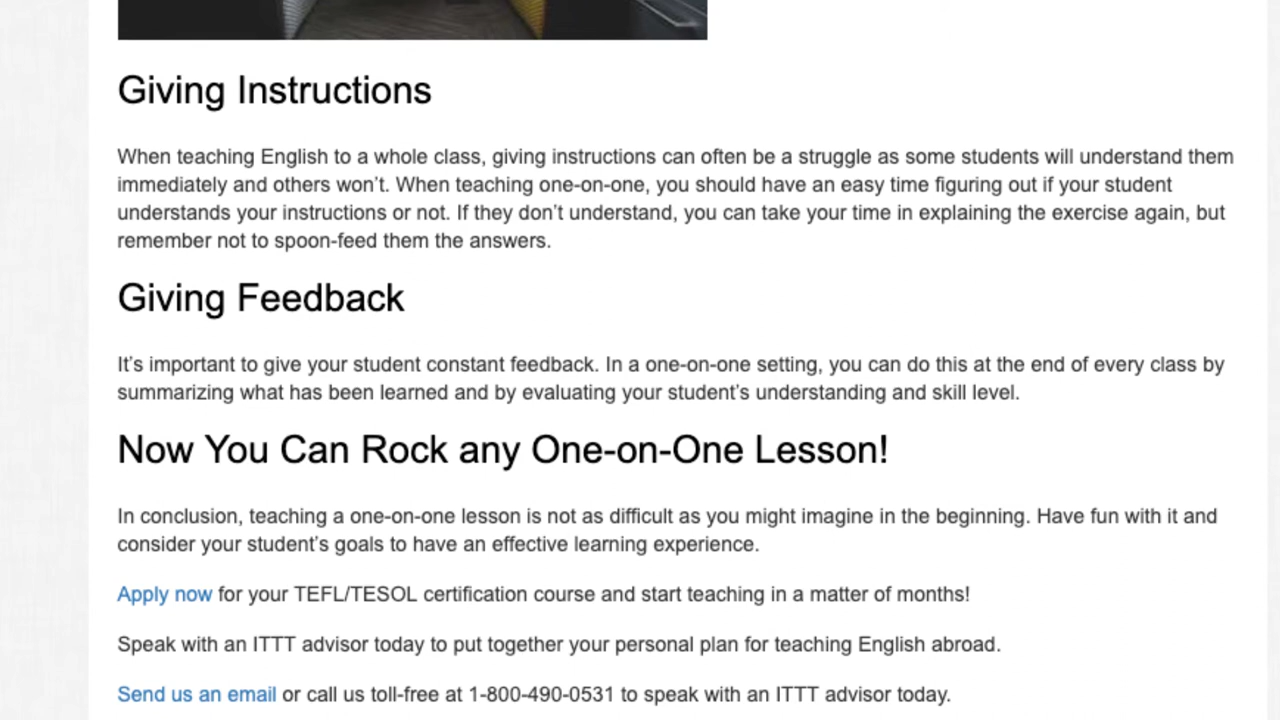 Giving Instructions
When teaching English to a whole class, giving instructions can often be a struggle as some students will understand them
immediately and others won’t. When teaching one-on-one, you should have an easy time figuring out if your student
understands your instructions or not. If they don’t understand, you can take your time in explaining the exercise again, but
remember not to spoon-feed them the answers.
Giving Feedback
It’s important to give your student constant feedback. In a one-on-one setting, you can do this at the end of every class by
summarizing what has been learned and by evaluating your student’s understanding and skill level.
Now You Can Rock any One-on-One Lesson!
In conclusion, teaching a one-on-one lesson is not as difficult as you might imagine in the beginning. Have fun with it and
consider your student’s goals to have an effective learning experience.
Apply now for your TEFL/TESOL certification course and start teaching in a matter of months!
Speak with an ITTT advisor today to put together your personal plan for teaching English abroad.
Send us an email or call us toll-free at 1-800-490-0531 to speak with an ITTT advisor today.